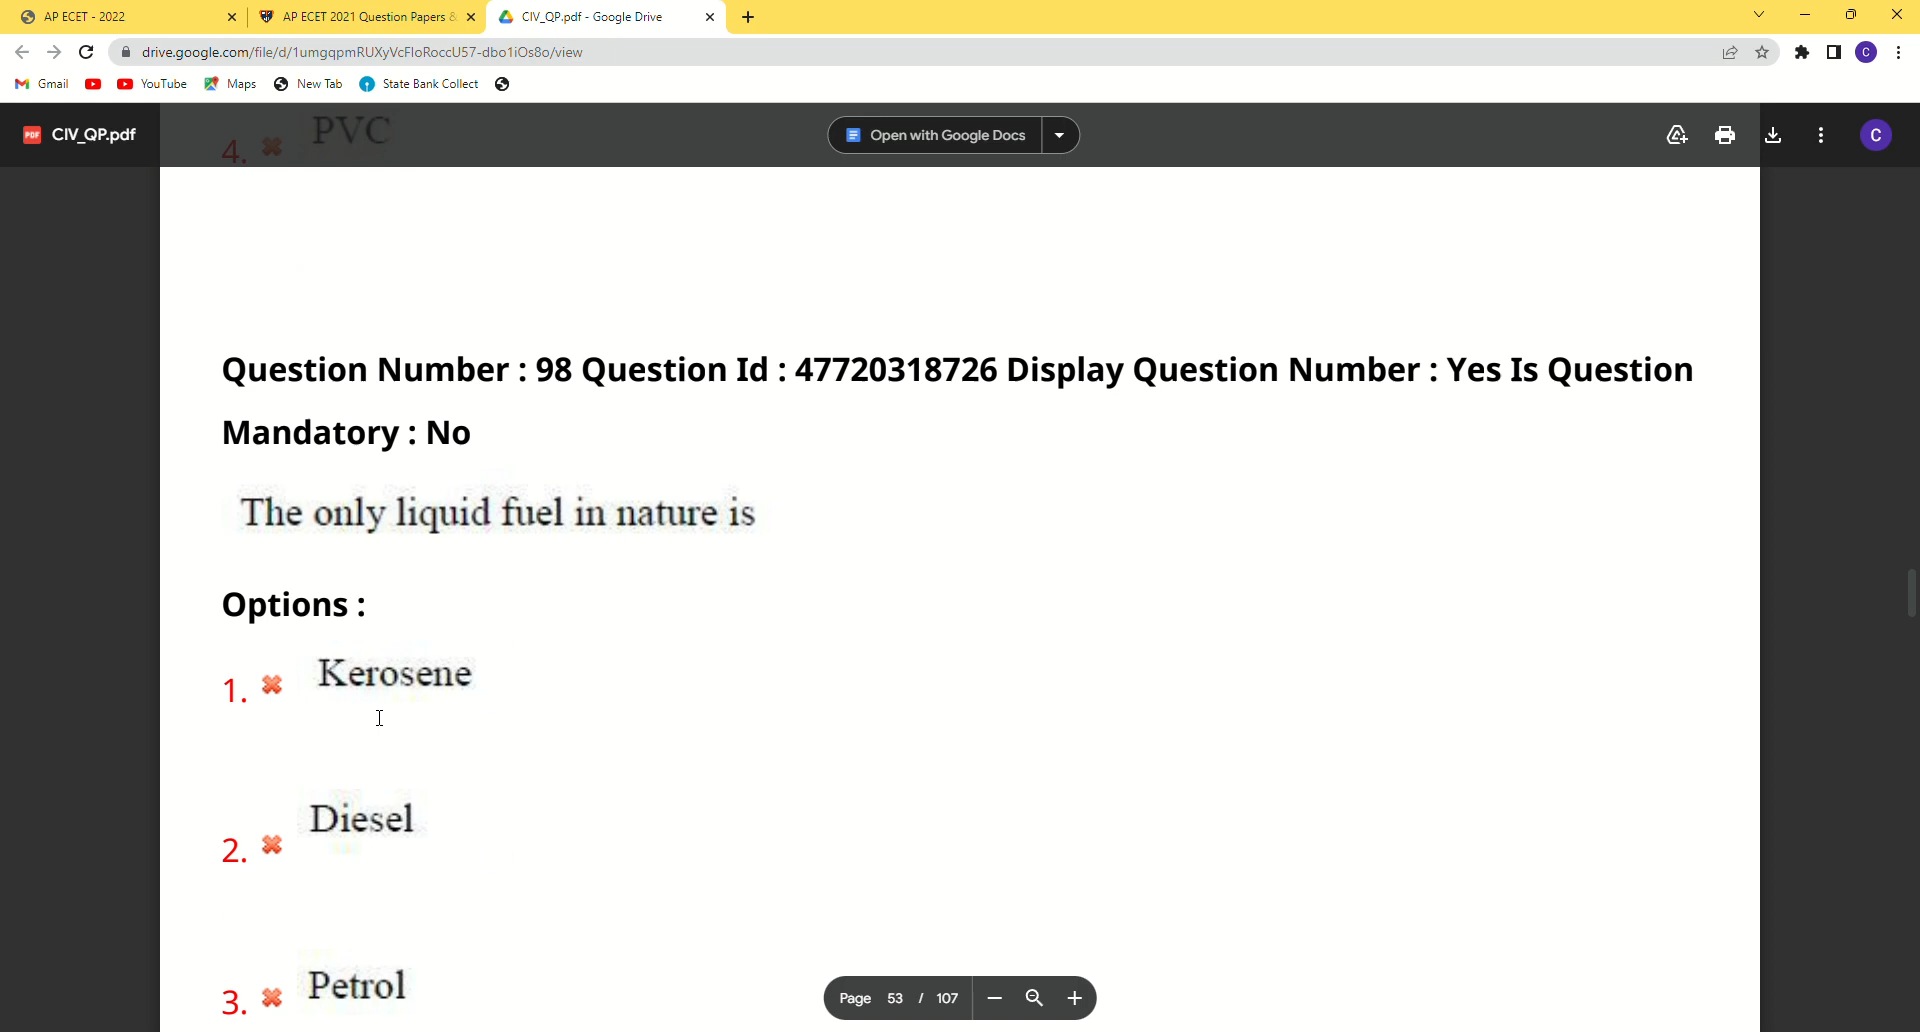 AP ECET - 2022
AP ECET 2021 Question Papers &
CIV_QP.pdf - Google Drive
drive.google.com/file/d/1umgqpmRUXyVcFloRoccU57-dbo1iOs8o/view
Gmail
YouTube
Maps
New Tab
State Bank Collect
C
PDF
CIV_QP.pdf
Open with Google Docs
C
4. PVC
Question Number : 98 Question Id : 47720318726 Display Question Number : Yes Is Question
Mandatory : No
The only liquid fuel in nature is
Options :
1. Kerosene
2. Diesel
3. Petrol
Page 53 / 107